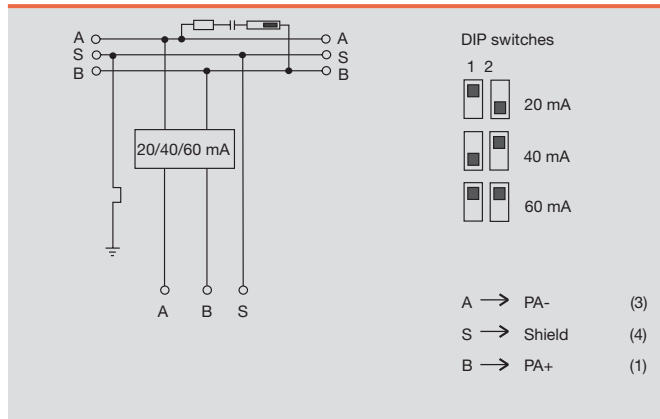 A A
S S
B B
20/40/60 mA
A B S
DIP switches
1 2
20 mA
40 mA
60 mA
A → PA- (3)
S → Shield (4)
B → PA+ (1)